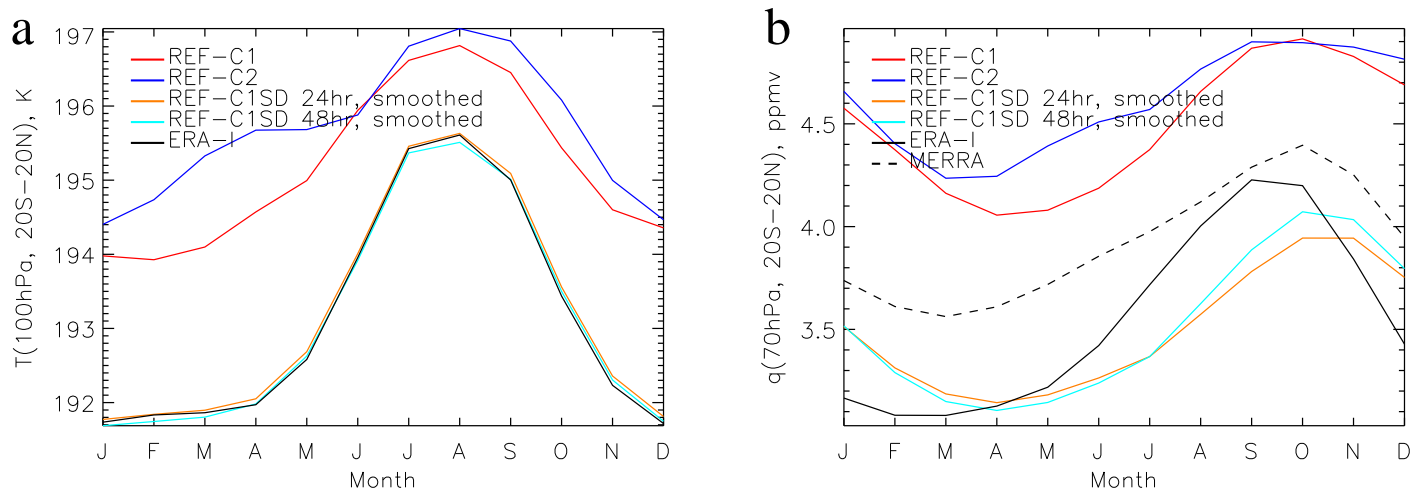 a
T(100hPa, 20S-20N), K
197
196
195
194
193
192
REF-C1
REF-C2
REF-C1SD 24hr, smoothed
REF-C1SD 48hr, smoothed
ERA-I
J F M A M J J A S O N D
Month
b
q(70hPa, 20S-20N), ppmv
4.5
4.0
3.5
REF-C1
REF-C2
REF-C1SD 24hr, smoothed
REF-C1SD 48hr, smoothed
ERA-I
MERRA
J F M A M J J A S O N D
Month